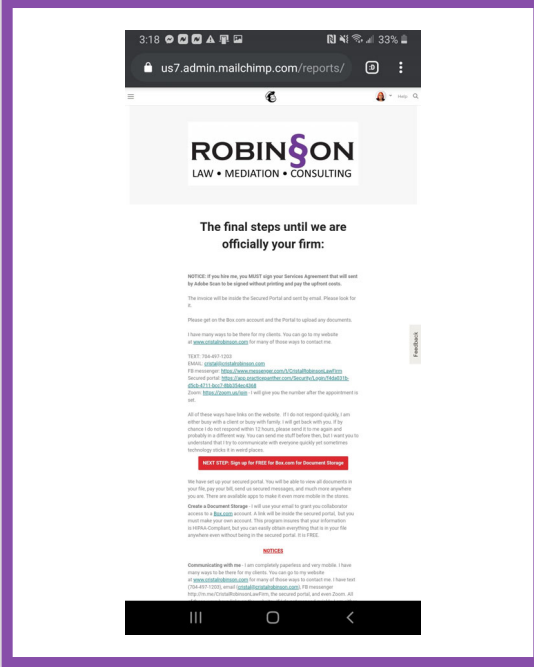 3:18
33%
us7.admin.mailchimp.com/reports/
:D
Help
ROBIN§ON
LAW • MEDIATION • CONSULTING
The final steps until we are
officially your firm:
NOTICE: If you hire me, you MUST sign your Services Agreement that will sent
by Adobe Scan to be signed without printing and pay the upfront costs.
The invoice will be inside the Secured Portal and sent by email. Please look for
it.
Please get on the Box.com account and the Portal to upload any documents.
I have many ways to be there for my clients. You can go to my website
at www.cristalrobinson.com for many of those ways to contact me.
TEXT: 704-497-1203
EMAIL: cristal@cristalrobinson.com
FB messenger: https://www.messenger.com/t/CristalRobinsonLawFirm
Secured portal: https://app.practicepanther.com/Security/Login/
Zoom: https://zoom.us/join - I will give you the number after the appointment is
set.
All of these ways have links on the website. If I do not respond quickly, I am
either busy with a client or busy with family. I will get back with you. If by
chance I do not respond within 12 hours, please send it to me again and
probably in a different way. You can send me stuff before then, but I want you to
understand that I try to communicate with everyone quickly yet sometimes
technology sticks it in weird places.
NEXT STEP: Sign up for FREE for Box.com for Document Storage
We have set up your secured portal. You will be able to view all documents in
your file, pay your bill, send us secured messages, and much more anywhere
you are. There are available apps to make it even more mobile in the stores.
Create a Document Storage - I will use your email to grant you collaborator
access to a Box.com account. A link will be inside the secured portal, but you
must make your own account. This program insures that your information
is HIPAA Compliant, but you can easily obtain everything that is in your file
anywhere even without being in the secured portal. It is FREE.
NOTICES
Communicating with me - I am completely paperless and very mobile. I have
many ways to be there for my clients. You can go to my website
at www.cristalrobinson.com for many of those ways to contact me. I have text
(704-497-1203), email (cristal@cristalrobinson.com), FB messenger
http://m.me/CristalRobinsonLawFirm, the secured portal, and even Zoom. All
Feedback